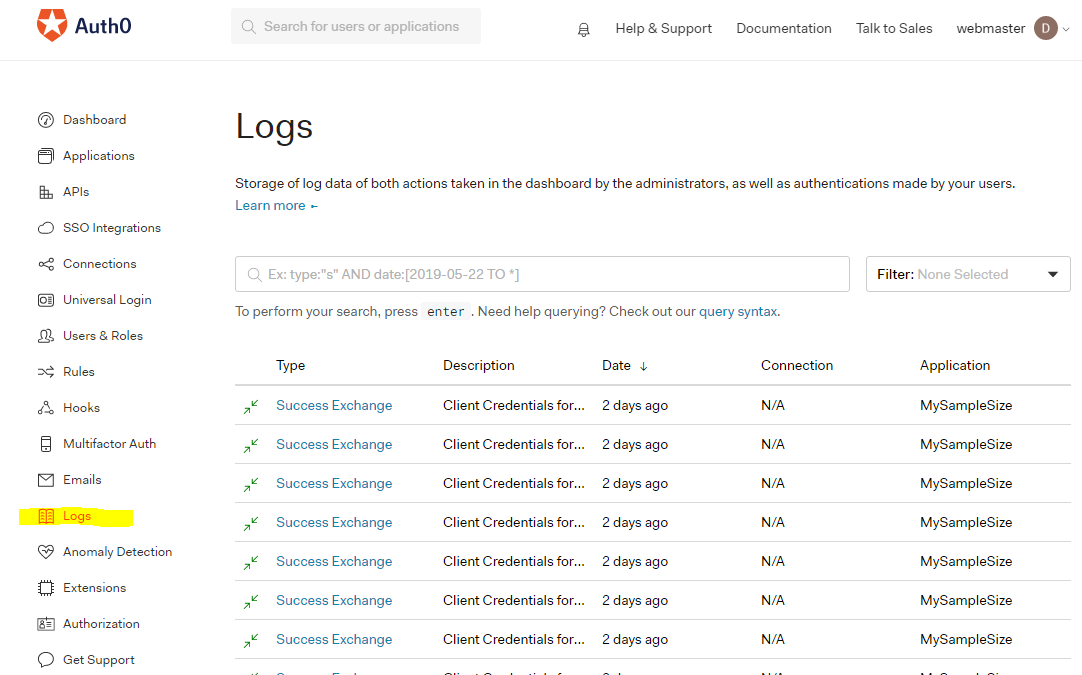 Auth0
Search for users or applications
Help & Support
Documentation
Talk to Sales
webmaster
D
Dashboard
Applications
APIs
SSO Integrations
Connections
Universal Login
Users & Roles
Rules
Hooks
Multifactor Auth
Emails
Logs
Anomaly Detection
Extensions
Authorization
Get Support
Logs
Storage of log data of both actions taken in the dashboard by the administrators, as well as authentications made by your users.
Learn more ←
Ex: type:"s" AND date:[2019-05-22 TO *]
Filter: None Selected
To perform your search, press enter . Need help querying? Check out our query syntax.
Type Description Date ↓ Connection Application
Success Exchange Client Credentials for... 2 days ago N/A MySampleSize
Success Exchange Client Credentials for... 2 days ago N/A MySampleSize
Success Exchange Client Credentials for... 2 days ago N/A MySampleSize
Success Exchange Client Credentials for... 2 days ago N/A MySampleSize
Success Exchange Client Credentials for... 2 days ago N/A MySampleSize
Success Exchange Client Credentials for... 2 days ago N/A MySampleSize
Success Exchange Client Credentials for... 2 days ago N/A MySampleSize